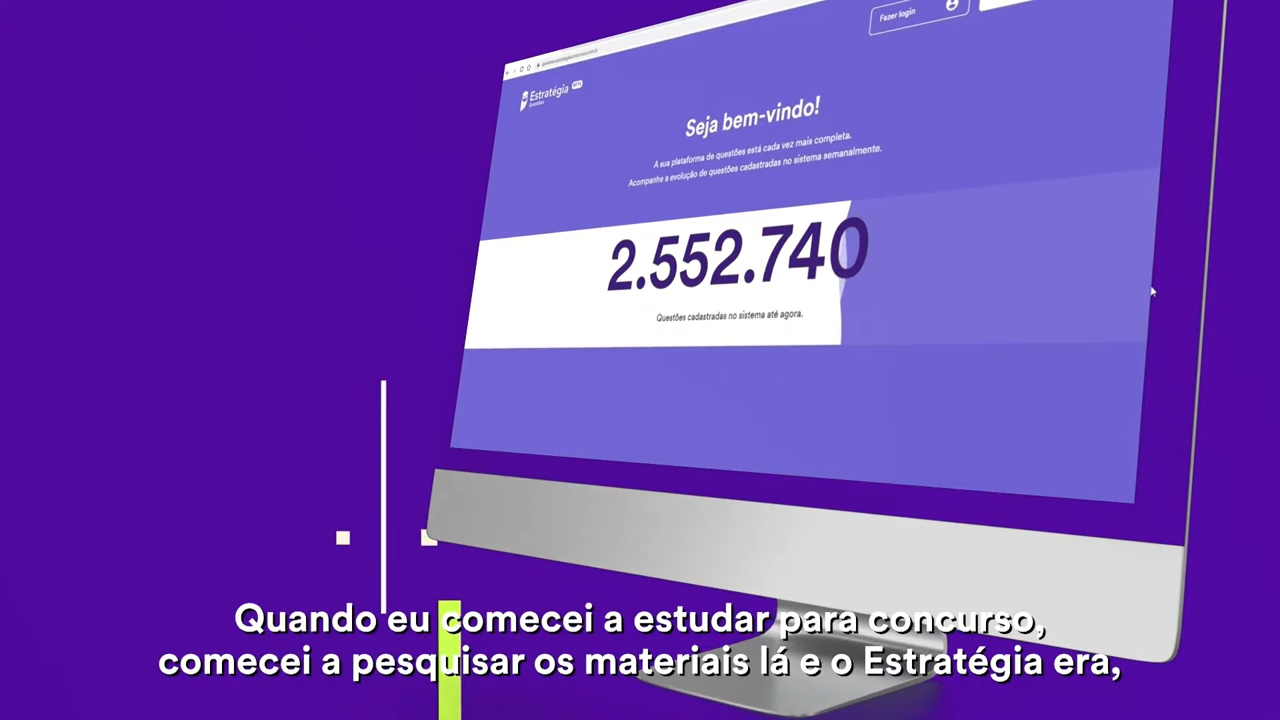 Fazer login
Estratégia BETA
Questões
Seja bem-vindo!
A sua plataforma de questões está cada vez mais completa.
Acompanhe a evolução de questões cadastradas no sistema semanalmente.
2.552.740
Questões cadastradas no sistema até agora.
Quando eu comecei a estudar para concurso,
comecei a pesquisar os materiais lá e o Estratégia era,